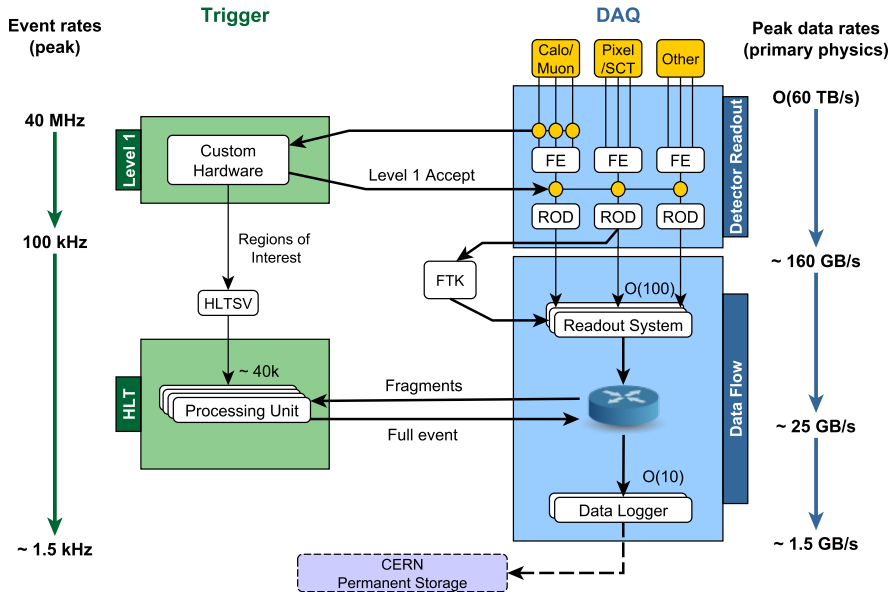 Event rates
(peak)
Trigger
DAQ
Peak data rates
(primary physics)
Calo/
Muon
Pixel
/SCT
Other
40 MHz
O(60 TB/s)
Level 1
Custom
Hardware
FE
FE
FE
Level 1 Accept
ROD
ROD
ROD
Detector Readout
100 kHz
Regions of
Interest
FTK
~ 160 GB/s
HLTSV
O(100)
Readout System
~ 40k
HLT
Processing Unit
Fragments
Full event
Data Flow
~ 25 GB/s
O(10)
Data Logger
~ 1.5 kHz
~ 1.5 GB/s
CERN
Permanent Storage